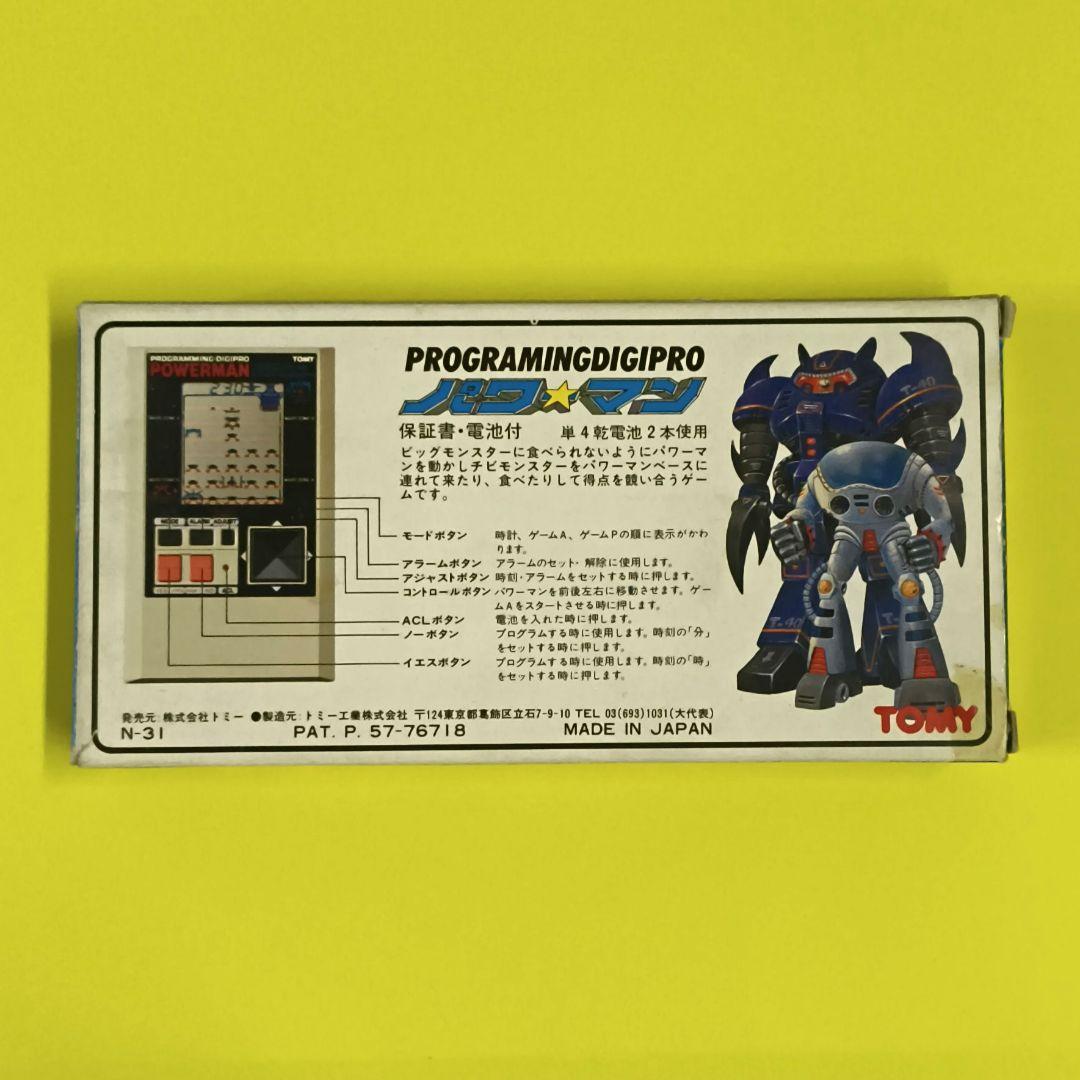 PROGRAMMING DIGIPRO TOMY
POWERMAN
MODE ALARM ADJUST
ACL
PROGRAMINGDIGIPRO
パワ★マン
保証書・電池付 単4乾電池2本使用
ビッグモンスターに食べられないようにパワーマ
ンを動かしチビモンスターをパワーマンベースに
連れて来たり、食べたりして得点を競い合うゲー
ムです。
モードボタン 時計、ゲームA、ゲームPの順に表示がかわ
ります。
アラームボタン アラームのセット・解除に使用します。
アジャストボタン 時刻・アラームをセットする時に押します。
コントロールボタン パワーマンを前後左右に移動させます。ゲー
ムAをスタートさせる時に押します。
ACLボタン 電池を入れた時に押します。
ノーボタン プログラムする時に使用します。時刻の「分」
をセットする時に押します。
イエスボタン プログラムする時に使用します。時刻の「時」
をセットする時に押します。
発売元:株式会社トミー ●製造元:トミー工業株式会社 〒124東京都葛飾区立石7-9-10 TEL 03(693)1031(大代表)
N-31 PAT. P. 57-76718 MADE IN JAPAN
T-40
T-40
TOMY